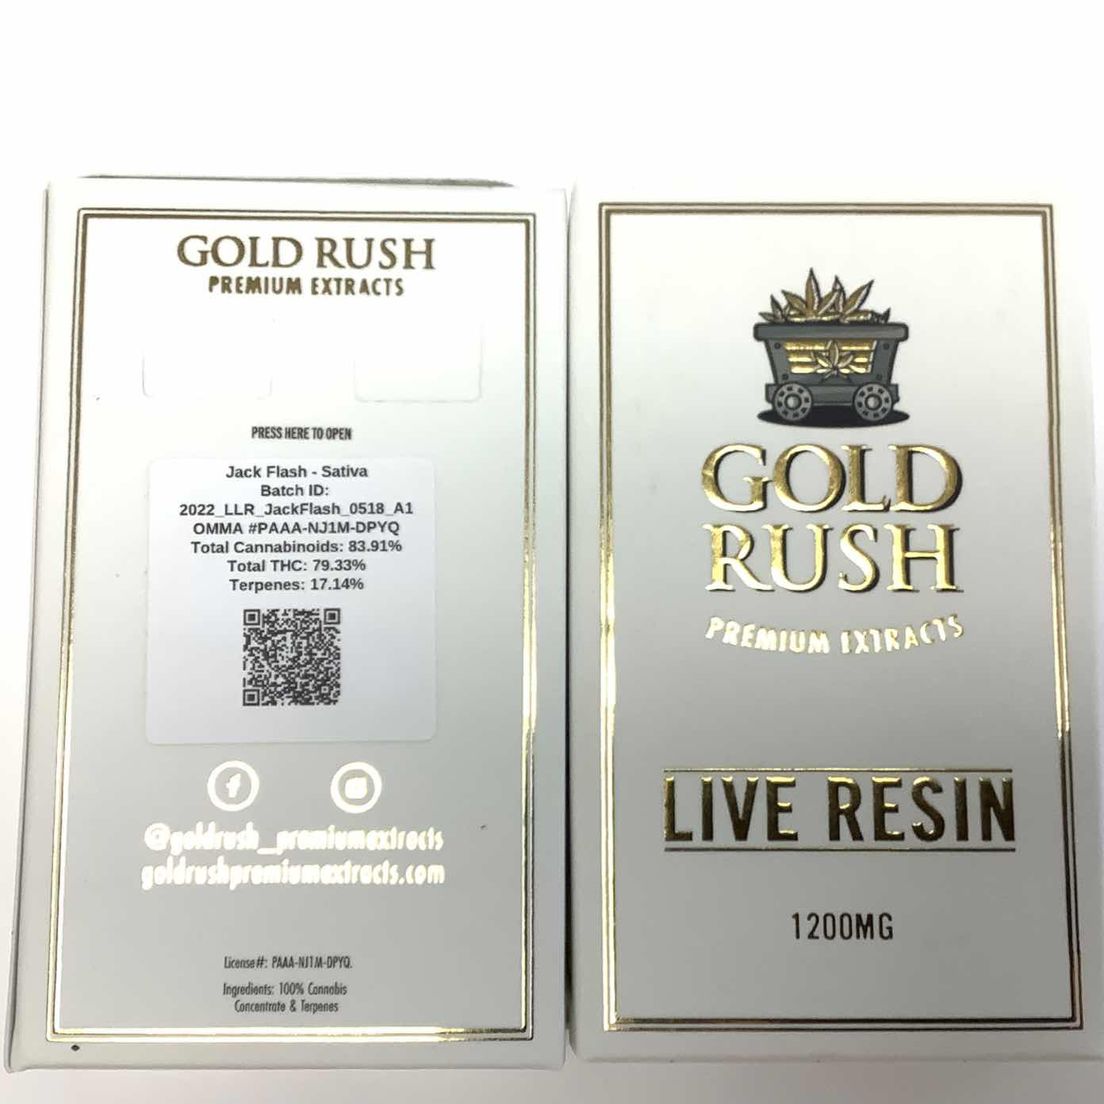 GOLD RUSH
PREMIUM EXTRACTS
PRESS HERE TO OPEN
Jack Flash - Sativa
Batch ID:
2022_LLR_JackFlash_0518_A1
OMMA #PAAA-NJ1M-DPYQ
Total Cannabinoids: 83.91%
Total THC: 79.33%
Terpenes: 17.14%
@goldrush_premiumextracts
goldrushpremiumextracts.com
License#: PAAA-NJ1M-DPYQ.
Ingredients: 100% Cannabis
Concentrate & Terpenes
GOLD
RUSH
PREMIUM EXTRACTS
LIVE RESIN
1200MG